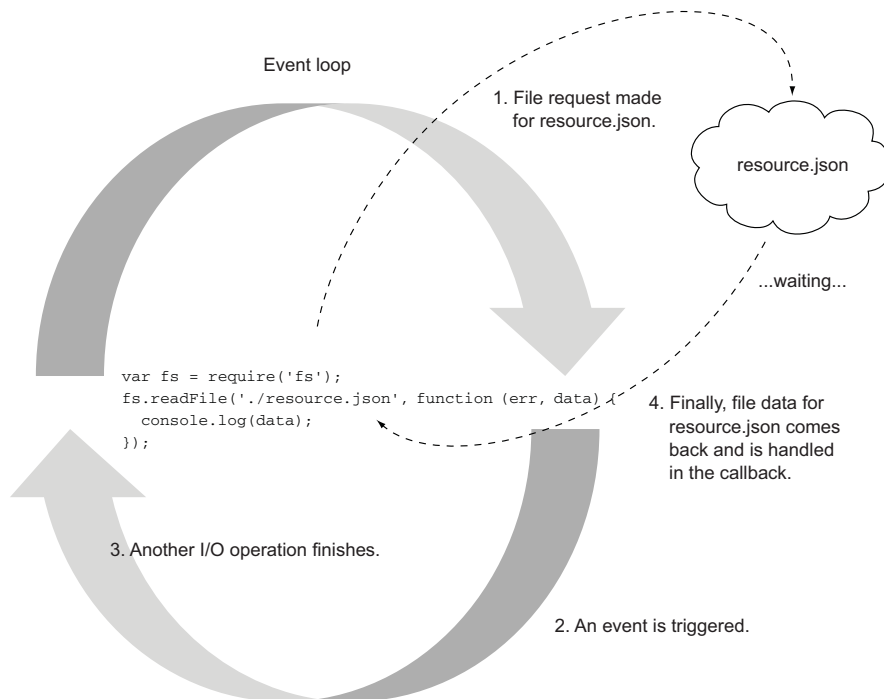 Event loop
1. File request made
for resource.json.
resource.json
...waiting...
var fs = require('fs');
fs.readFile('./resource.json', function (err, data) {
  console.log(data);
});
4. Finally, file data for
resource.json comes
back and is handled
in the callback.
3. Another I/O operation finishes.
2. An event is triggered.